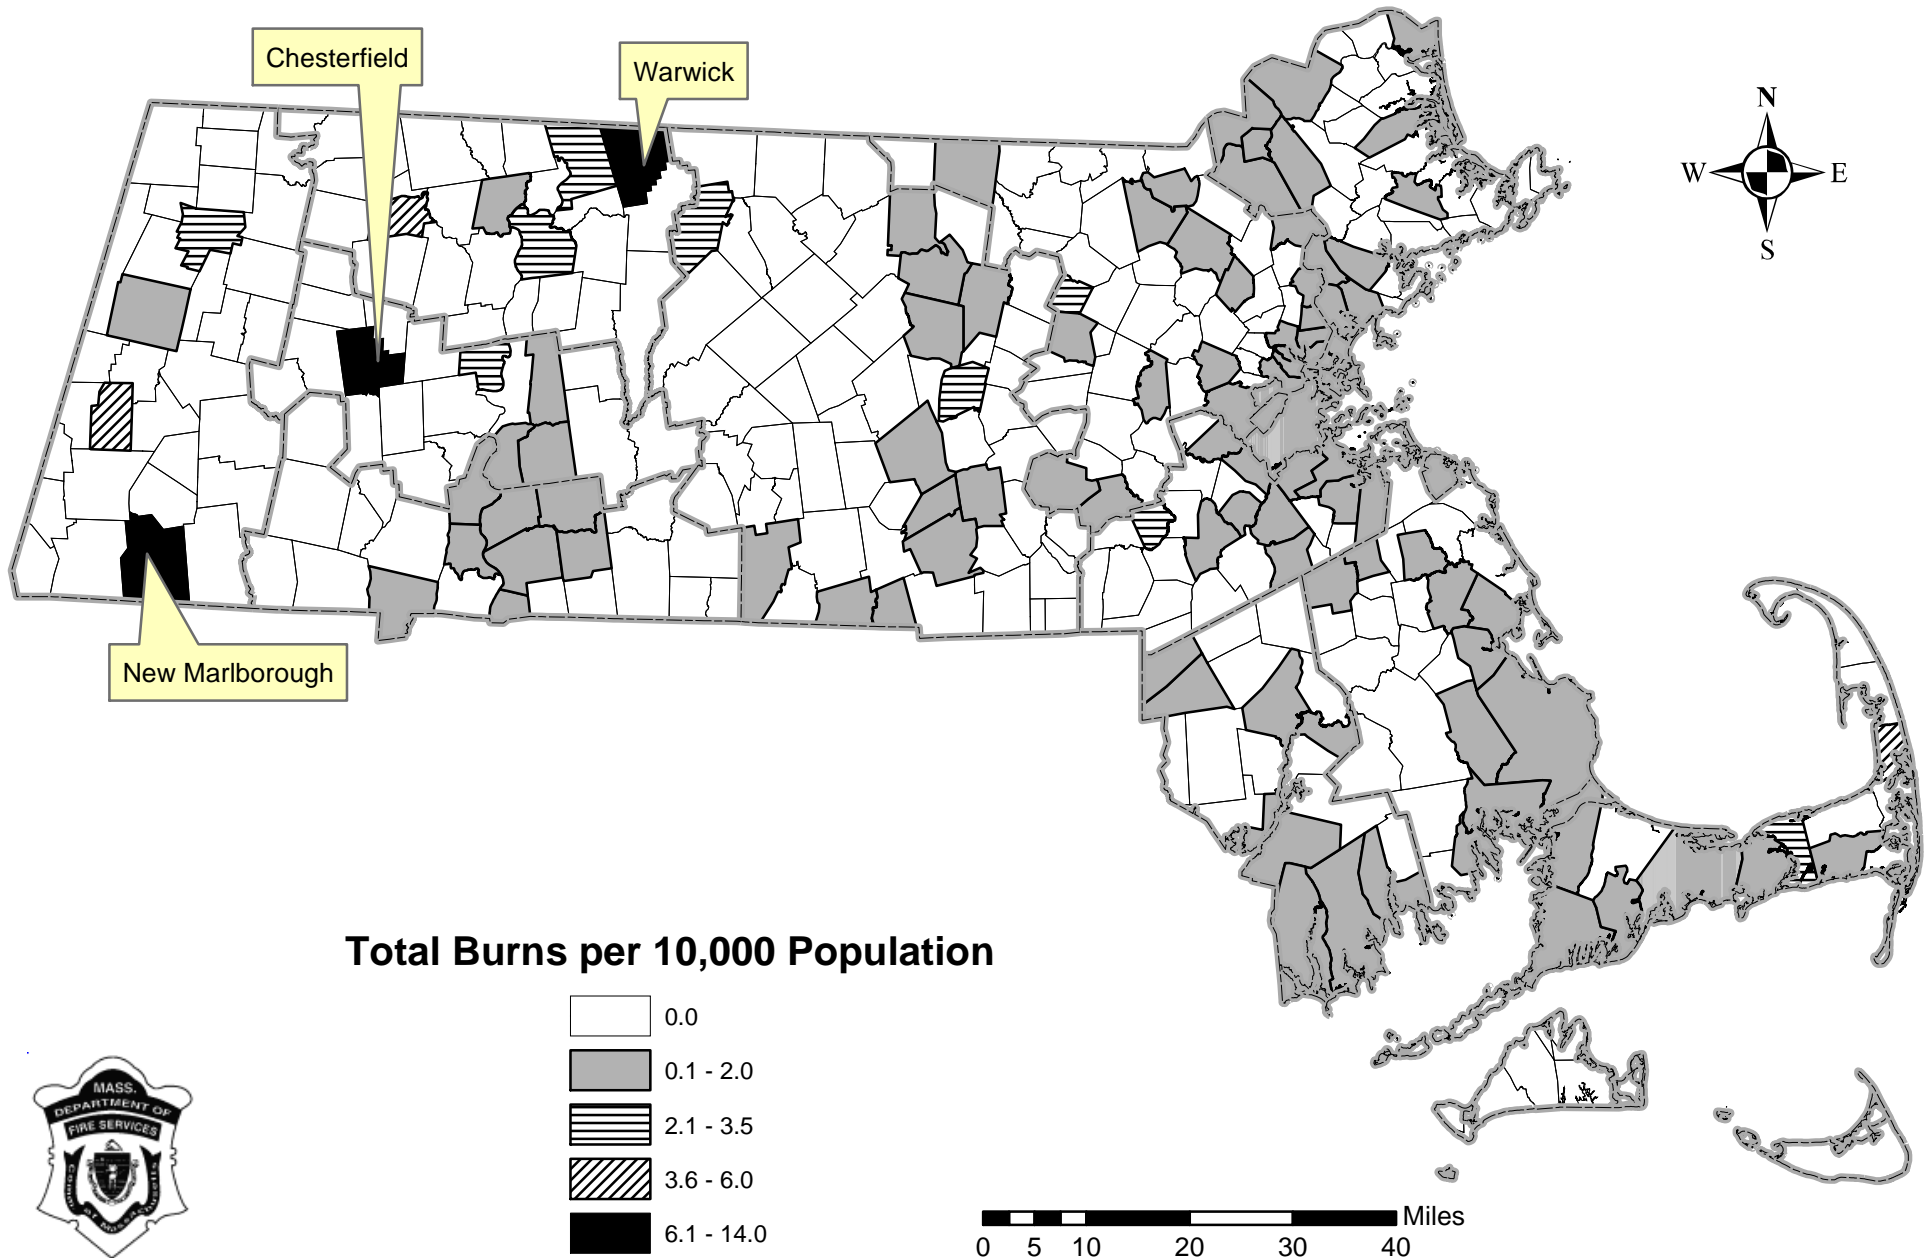 Chesterfield
Warwick
N
W E
S
New Marlborough
Total Burns per 10,000 Population
0.0
0.1 - 2.0
2.1 - 3.5
3.6 - 6.0
6.1 - 14.0
MASS.
DEPARTMENT OF
FIRE SERVICES
Miles
0 5 10 20 30 40